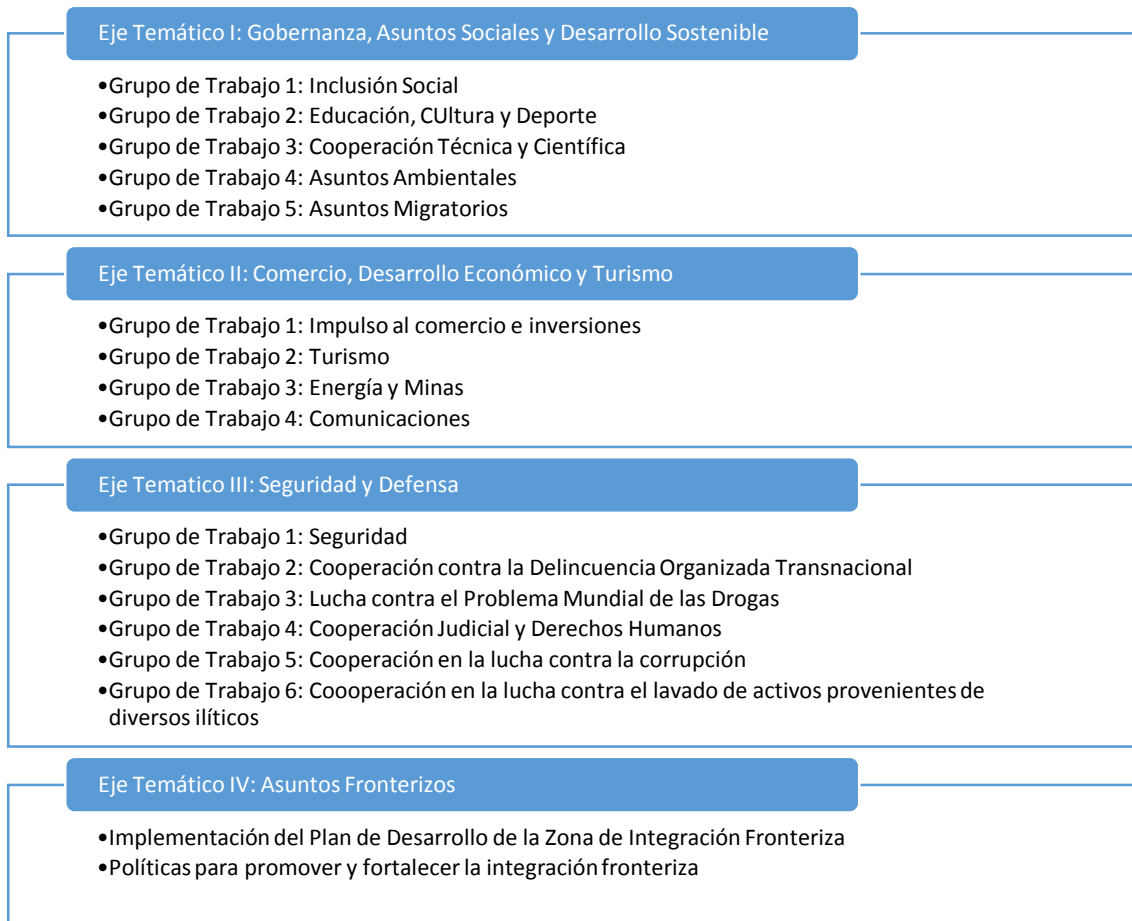 Eje Temático I: Gobernanza, Asuntos Sociales y Desarrollo Sostenible
•Grupo de Trabajo 1: Inclusión Social
•Grupo de Trabajo 2: Educación, CUltura y Deporte
•Grupo de Trabajo 3: Cooperación Técnica y Científica
•Grupo de Trabajo 4: Asuntos Ambientales
•Grupo de Trabajo 5: Asuntos Migratorios
Eje Temático II: Comercio, Desarrollo Económico y Turismo
•Grupo de Trabajo 1: Impulso al comercio e inversiones
•Grupo de Trabajo 2: Turismo
•Grupo de Trabajo 3: Energía y Minas
•Grupo de Trabajo 4: Comunicaciones
Eje Tematico III: Seguridad y Defensa
•Grupo de Trabajo 1: Seguridad
•Grupo de Trabajo 2: Cooperación contra la Delincuencia Organizada Transnacional
•Grupo de Trabajo 3: Lucha contra el Problema Mundial de las Drogas
•Grupo de Trabajo 4: Cooperación Judicial y Derechos Humanos
•Grupo de Trabajo 5: Cooperación en la lucha contra la corrupción
•Grupo de Trabajo 6: Coooperación en la lucha contra el lavado de activos provenientes de
diversos ilíticos
Eje Temático IV: Asuntos Fronterizos
•Implementación del Plan de Desarrollo de la Zona de Integración Fronteriza
•Políticas para promover y fortalecer la integración fronteriza